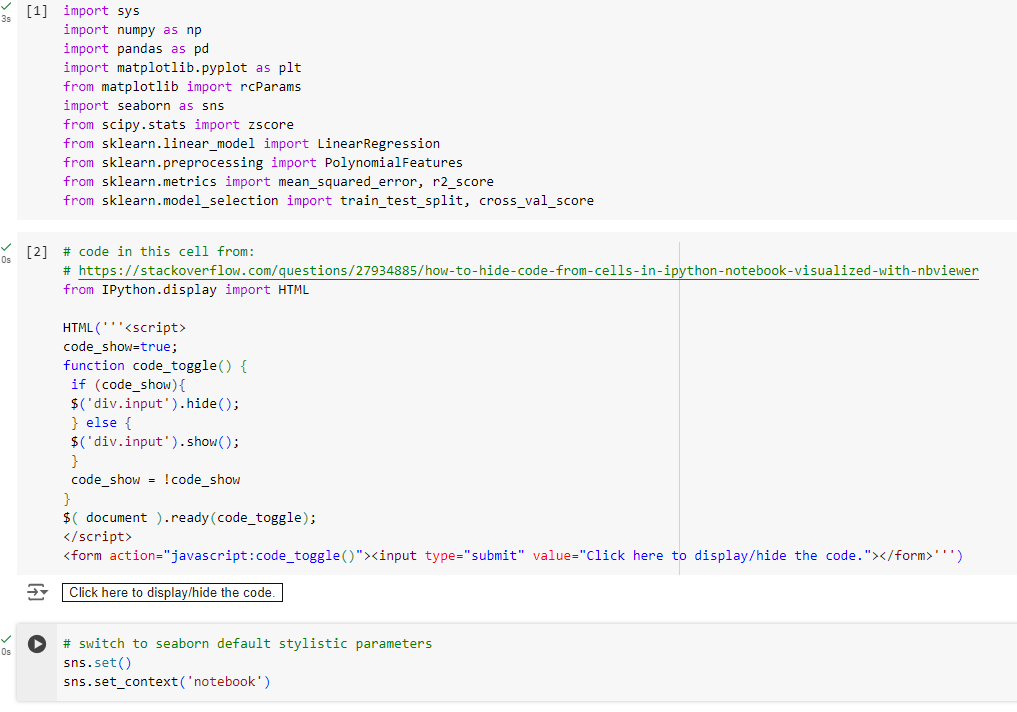 3s
[1]
import sys
import numpy as np
import pandas as pd
import matplotlib.pyplot as plt
from matplotlib import rcParams
import seaborn as sns
from scipy.stats import zscore
from sklearn.linear_model import LinearRegression
from sklearn.preprocessing import PolynomialFeatures
from sklearn.metrics import mean_squared_error, r2_score
from sklearn.model_selection import train_test_split, cross_val_score
0s
[2]
# code in this cell from:
# https://stackoverflow.com/questions/27934885/how-to-hide-code-from-cells-in-ipython-notebook-visualized-with-nbviewer
from IPython.display import HTML
HTML('''<script>
code_show=true;
function code_toggle() {
 if (code_show){
 $('div.input').hide();
 } else {
 $('div.input').show();
 }
 code_show = !code_show
}
$( document ).ready(code_toggle);
</script>
<form action="javascript:code_toggle()"><input type="submit" value="Click here to display/hide the code."></form>''')
Click here to display/hide the code.
0s
# switch to seaborn default stylistic parameters
sns.set()
sns.set_context('notebook')